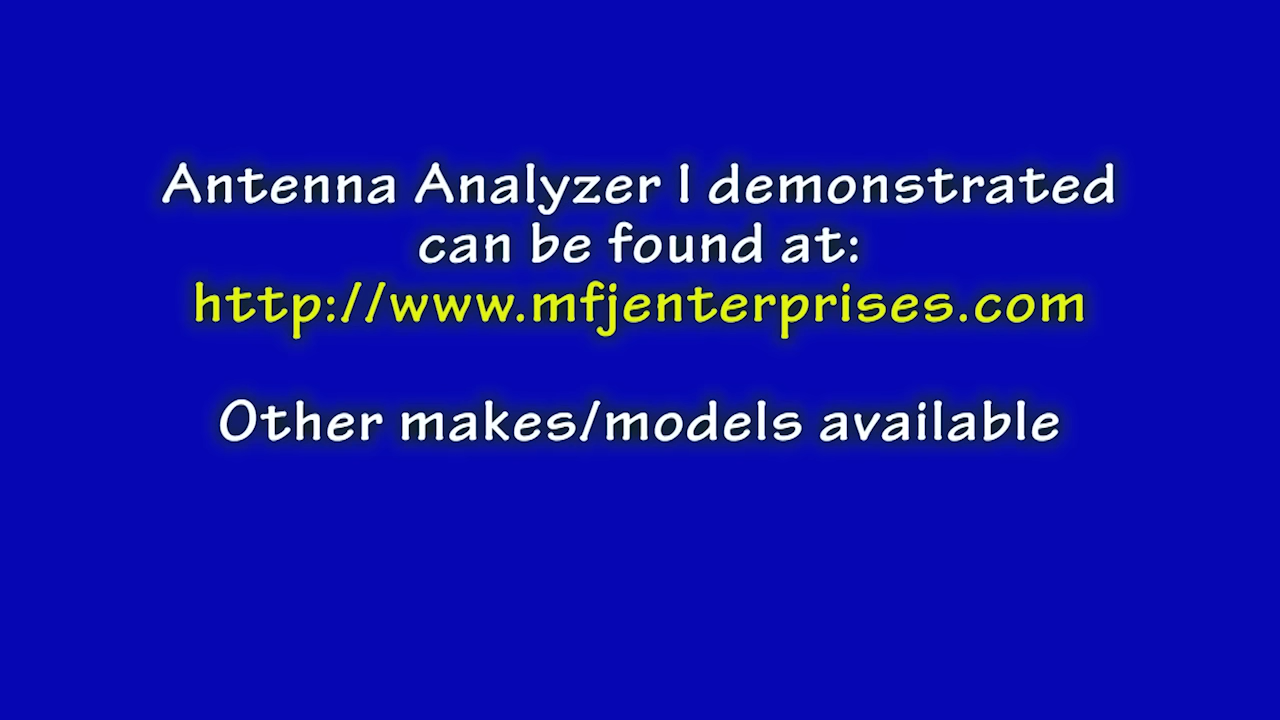 Antenna Analyzer I demonstrated
can be found at:
http://www.mfjenterprises.com
Other makes/models available